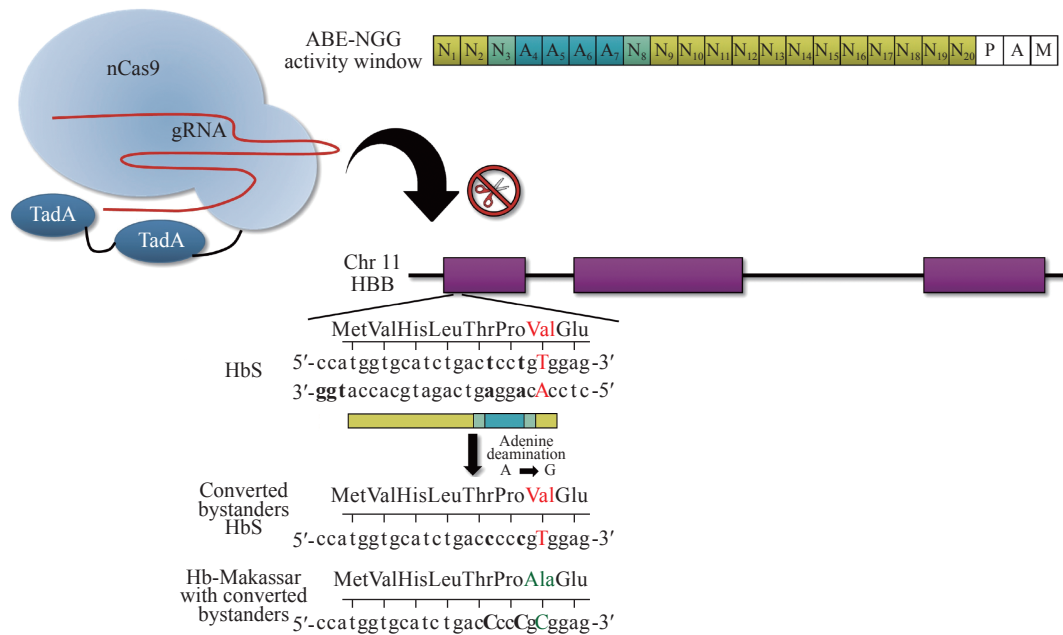 ABE-NGG
activity window
N1 N2 N3 A4 A5 A6 A7 N8 N9 N10 N11 N12 N13 N14 N15 N16 N17 N18 N19 N20 P A M
nCas9
gRNA
TadA
TadA
Chr 11
HBB
MetValHisLeuThrProValGlu
HbS
5′-ccatggtgcatctgactcctgTggag-3′
3′-ggtaccacgtagactgaggacAcctc-5′
Adenine
deamination
A G
Converted
bystanders
HbS
MetValHisLeuThrProValGlu
5′-ccatggtgcatctgacccccgTggag-3′
Hb-Makassar
with converted
bystanders
MetValHisLeuThrProAlaGlu
5′-ccatggtgcatctgacCccCgCggag-3′